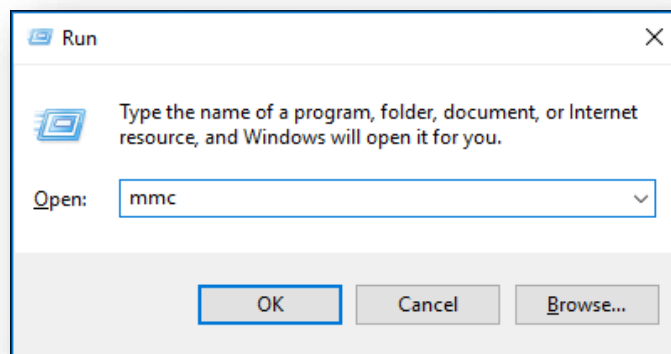 Run
Type the name of a program, folder, document, or Internet
resource, and Windows will open it for you.
Open: mmc
OK Cancel Browse...